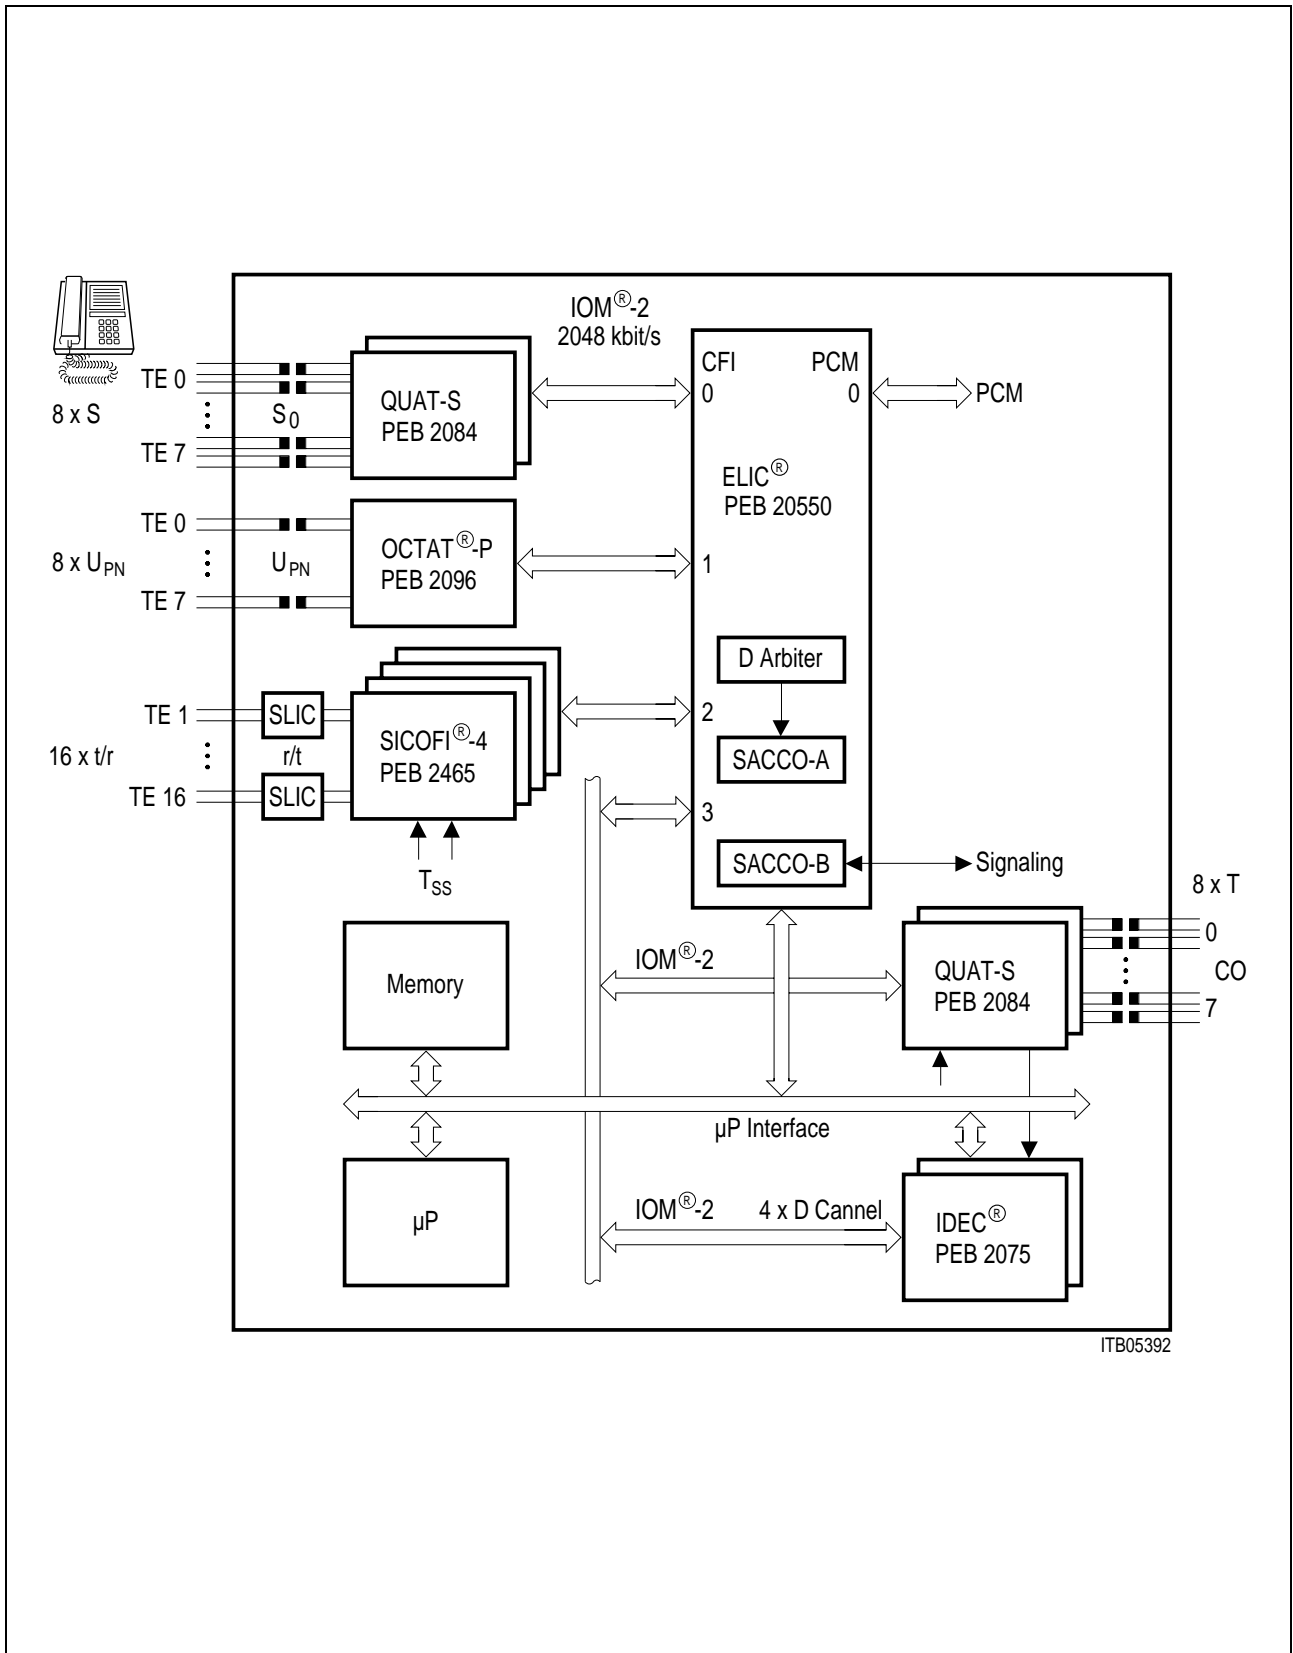 IOM®-2
2048 kbit/s
CFI
PCM
TE 0
QUAT-S
0
0
PCM
8 x S
S0
PEB 2084
TE 7
ELIC®
PEB 20550
TE 0
OCTAT®-P
8 x UPN
UPN
1
PEB 2096
TE 7
D Arbiter
TE 1
SLIC
2
SICOFI®-4
16 x t/r
r/t
PEB 2465
SACCO-A
TE 16
SLIC
3
SACCO-B
Signaling
TSS
8 x T
0
IOM®-2
QUAT-S
CO
Memory
PEB 2084
7
µP Interface
IOM®-2
4 x D Cannel
IDEC®
µP
PEB 2075
ITB05392